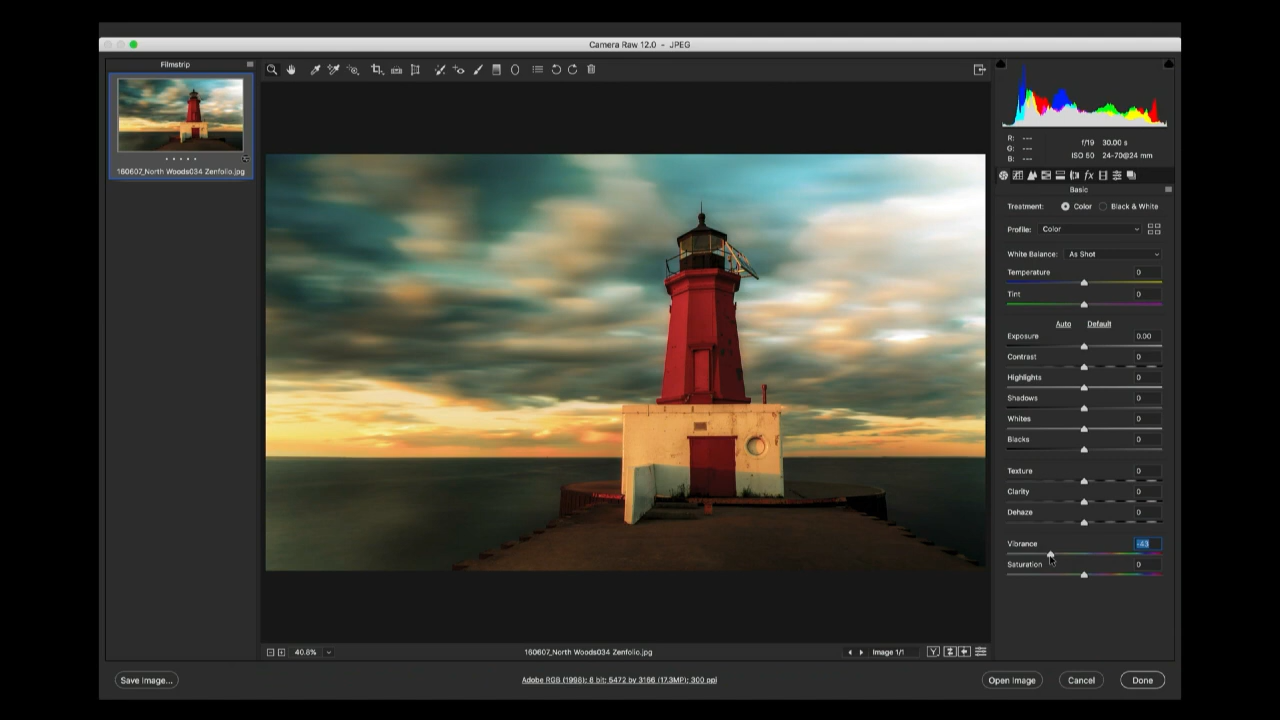 Camera Raw 12.0 - JPEG
Filmstrip
160607_North Woods034 Zenfolio.jpg
R: ---
G: ---
B: ---
f/19 30.00 s
ISO 50 24-70@24 mm
Basic
Treatment: Color Black & White
Profile: Color
White Balance: As Shot
Temperature 0
Tint 0
Auto Default
Exposure 0.00
Contrast 0
Highlights 0
Shadows 0
Whites 0
Blacks 0
Texture 0
Clarity 0
Dehaze 0
Vibrance -43
Saturation 0
40.8% 160607_North Woods034 Zenfolio.jpg Image 1/1 Y
Save Image... Adobe RGB (1998); 8 bit; 5472 by 3166 (17.3MP); 300 ppi Open Image Cancel Done